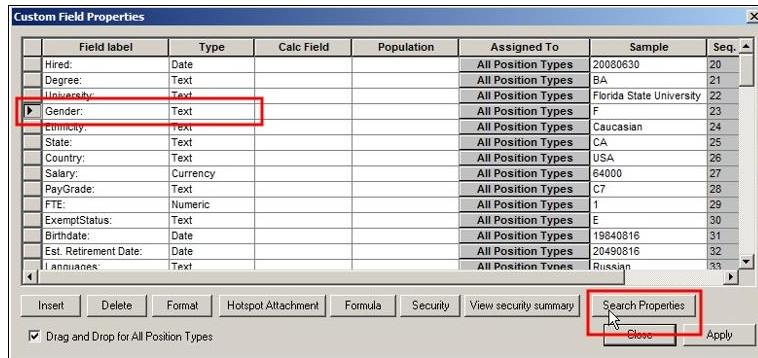 Custom Field Properties
Field label Type Calc Field Population Assigned To Sample Seq.
Hired: Date All Position Types 20080630 20
Degree: Text All Position Types BA 21
University: Text All Position Types Florida State University 22
Gender: Text All Position Types F 23
Ethnicity: Text All Position Types Caucasian 24
State: Text All Position Types CA 25
Country: Text All Position Types USA 26
Salary: Currency All Position Types 64000 27
PayGrade: Text All Position Types C7 28
FTE: Numeric All Position Types 1 29
ExemptStatus: Text All Position Types E 30
Birthdate: Date All Position Types 19840816 31
Est. Retirement Date: Date All Position Types 20490816 32
Languages: Text All Position Types Russian 33
Insert Delete Format Hotspot Attachment Formula Security View security summary Search Properties
Drag and Drop for All Position Types Close Apply